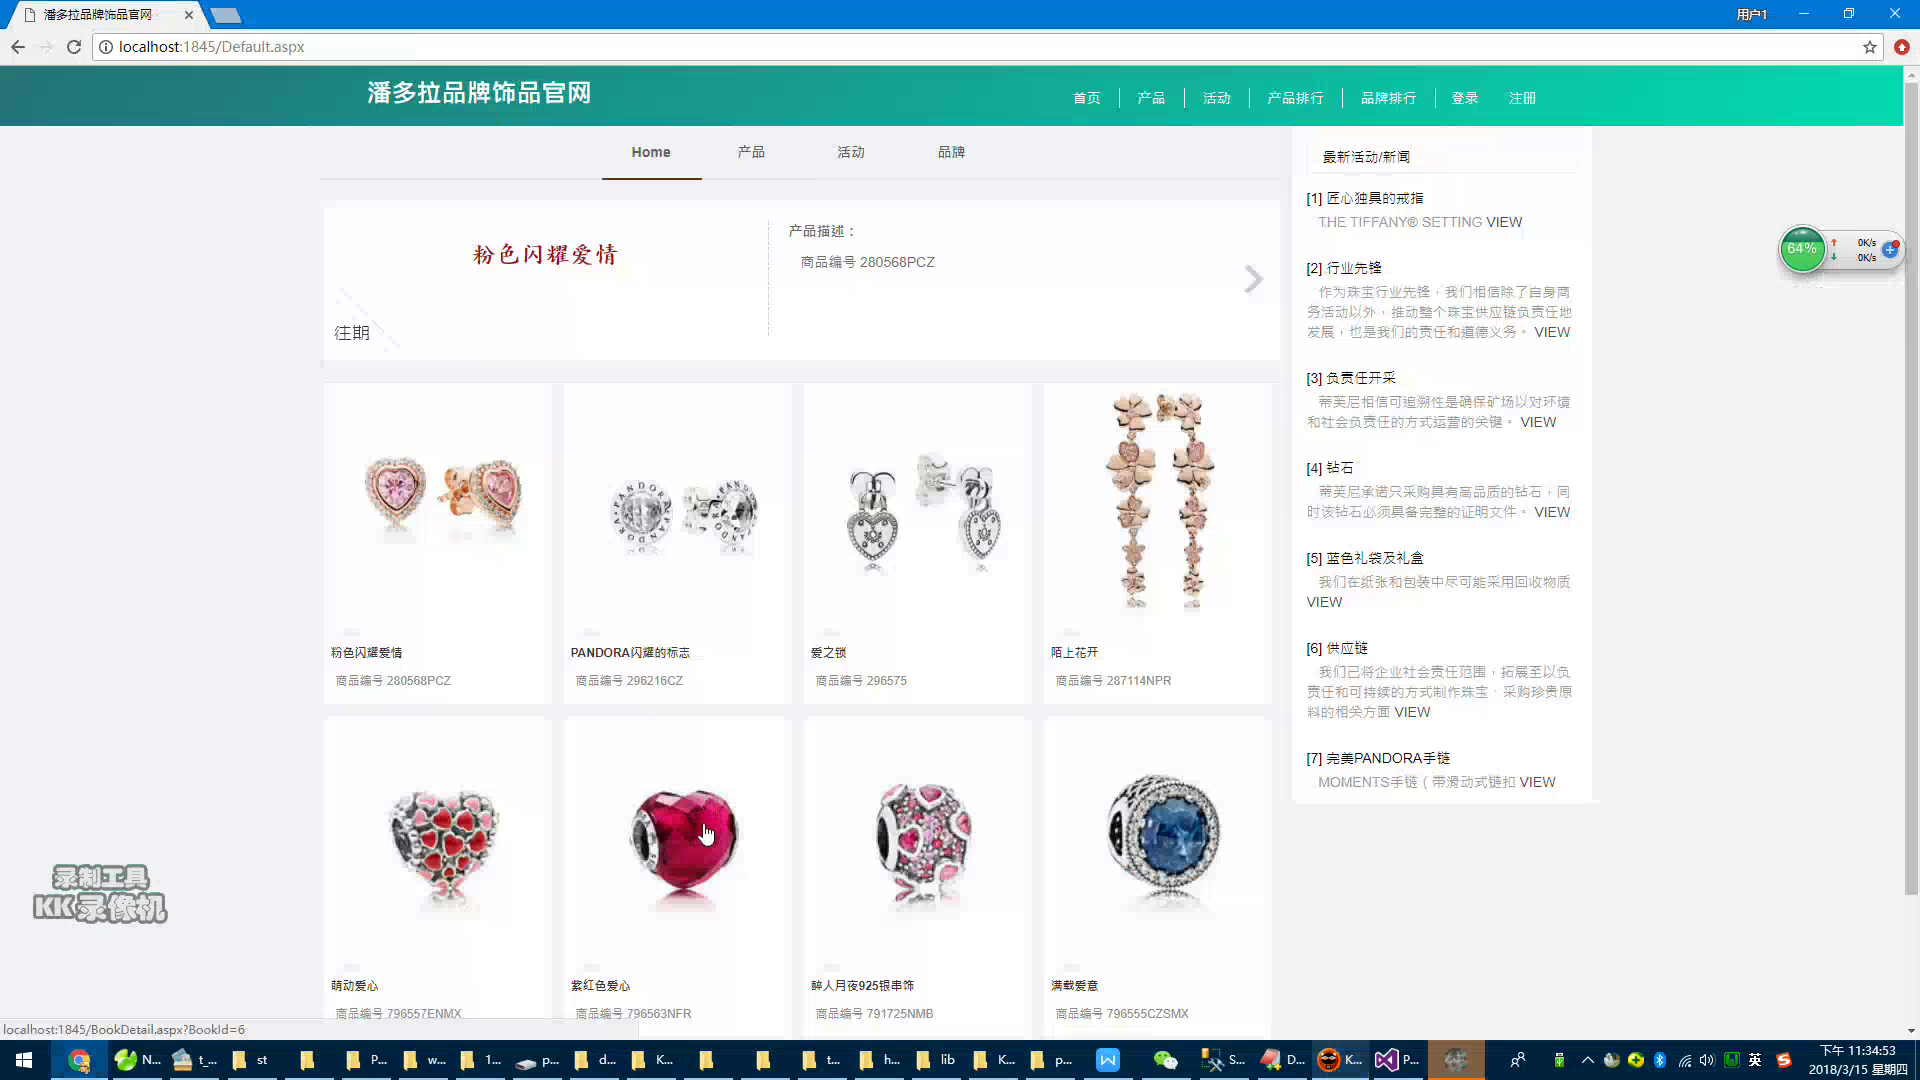 潘多拉品牌饰品官网
用户1
localhost:1845/Default.aspx
潘多拉品牌饰品官网
首页
产品
活动
产品排行
品牌排行
登录
注册
Home
产品
活动
品牌
粉色闪耀爱情
往期
产品描述：
商品编号 280568PCZ
粉色闪耀爱情
商品编号 280568PCZ
PANDORA闪耀的标志
商品编号 296216CZ
爱之锁
商品编号 296575
陌上花开
商品编号 287114NPR
萌动爱心
商品编号 796557ENMX
紫红色爱心
商品编号 796563NFR
醉人月夜925银串饰
商品编号 791725NMB
满载爱意
商品编号 796555CZSMX
最新活动/新闻
[1] 匠心独具的戒指
THE TIFFANY® SETTING VIEW
[2] 行业先锋
作为珠宝行业先锋，我们相信除了自身商
务活动以外，推动整个珠宝供应链负责任地
发展，也是我们的责任和道德义务。 VIEW
[3] 负责任开采
蒂芙尼相信可追溯性是确保矿场以对环境
和社会负责任的方式运营的关键。 VIEW
[4] 钻石
蒂芙尼承诺只采购具有高品质的钻石，同
时该钻石必须具备完整的证明文件。 VIEW
[5] 蓝色礼袋及礼盒
我们在纸张和包装中尽可能采用回收物质
VIEW
[6] 供应链
我们已将企业社会责任范围，拓展至以负
责任和可持续的方式制作珠宝、采购珍贵原
料的相关方面 VIEW
[7] 完美PANDORA手链
MOMENTS手链（带滑动式链扣 VIEW
64%
0K/s
0K/s
录制工具
KK录像机
localhost:1845/BookDetail.aspx?BookId=6
N...
t_...
st
P...
w...
1...
p...
d...
K...
t...
h...
lib
K...
p...
S...
D...
K...
P...
英
下午 11:34:53
2018/3/15 星期四